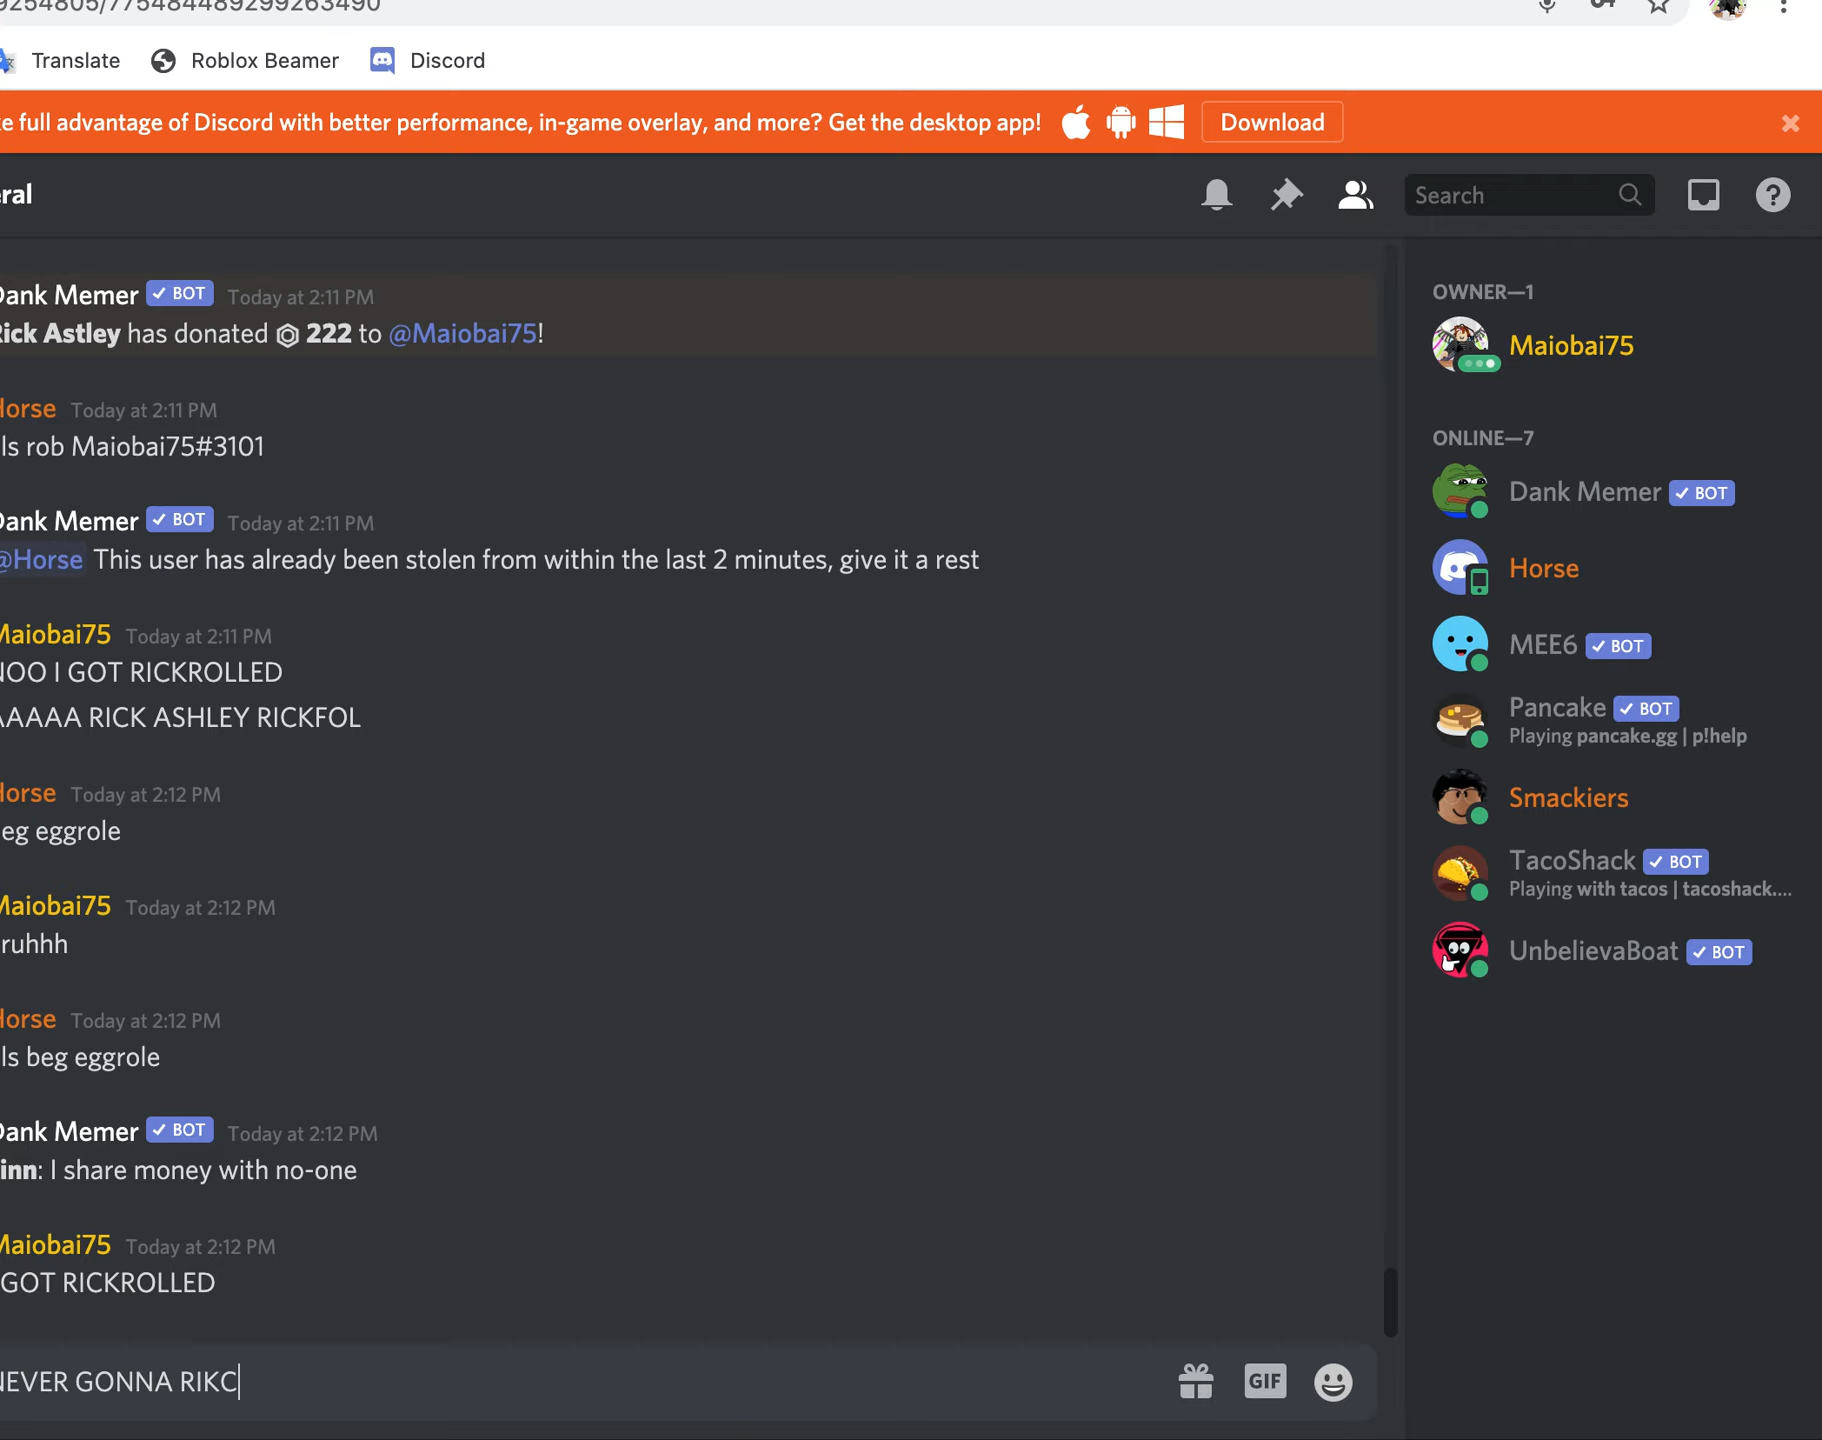 9254805/775484489299263490
Translate Roblox Beamer Discord
e full advantage of Discord with better performance, in-game overlay, and more? Get the desktop app! Download
eral
Search
Dank Memer BOT Today at 2:11 PM
Rick Astley has donated 222 to @Maiobai75!
Horse Today at 2:11 PM
ls rob Maiobai75#3101
Dank Memer BOT Today at 2:11 PM
@Horse This user has already been stolen from within the last 2 minutes, give it a rest
Maiobai75 Today at 2:11 PM
NOO I GOT RICKROLLED
AAAAA RICK ASHLEY RICKFOL
Horse Today at 2:12 PM
eg eggrole
Maiobai75 Today at 2:12 PM
ruhhh
Horse Today at 2:12 PM
ls beg eggrole
Dank Memer BOT Today at 2:12 PM
inn: I share money with no-one
Maiobai75 Today at 2:12 PM
GOT RICKROLLED
NEVER GONNA RIKC
GIF
OWNER—1
Maiobai75
ONLINE—7
Dank Memer BOT
Horse
MEE6 BOT
Pancake BOT
Playing pancake.gg | p!help
Smackiers
TacoShack BOT
Playing with tacos | tacoshack....
UnbelievaBoat BOT